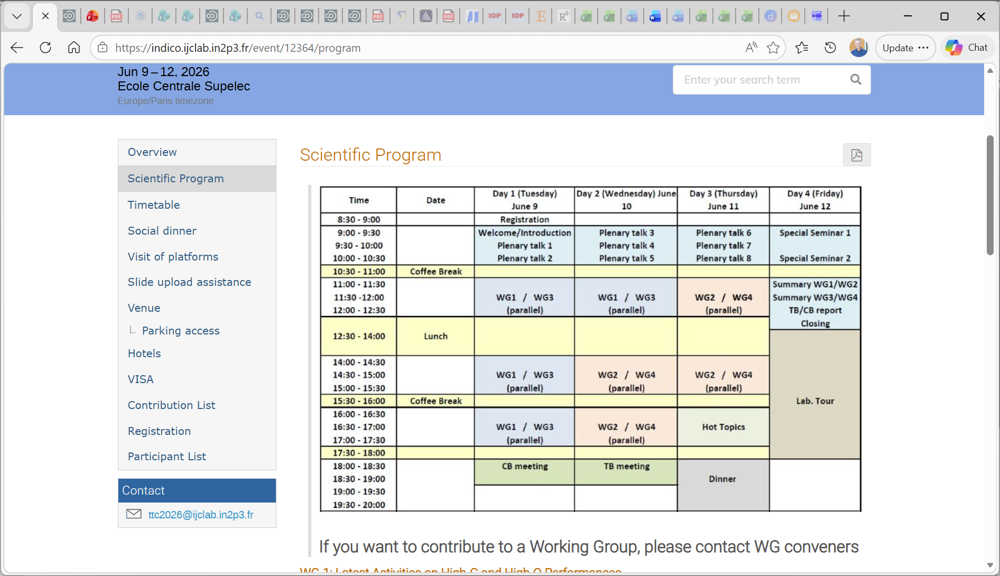 IOP
IOP
https://indico.ijclab.in2p3.fr/event/12364/program
Update
Chat
Jun 9 – 12, 2026
Ecole Centrale Supelec
Europe/Paris timezone
Enter your search term
Overview
Scientific Program
Timetable
Social dinner
Visit of platforms
Slide upload assistance
Venue
Parking access
Hotels
VISA
Contribution List
Registration
Participant List
Contact
ttc2026@ijclab.in2p3.fr
Scientific Program
Time Date Day 1 (Tuesday) June 9 Day 2 (Wednesday) June 10 Day 3 (Thursday) June 11 Day 4 (Friday) June 12
8:30 - 9:00 Registration
9:00 - 9:30 Welcome/Introduction Plenary talk 3 Plenary talk 6 Special Seminar 1
9:30 - 10:00 Plenary talk 1 Plenary talk 4 Plenary talk 7
10:00 - 10:30 Plenary talk 2 Plenary talk 5 Plenary talk 8 Special Seminar 2
10:30 - 11:00 Coffee Break
11:00 - 11:30 Summary WG1/WG2
11:30 -12:00 WG1 / WG3 WG1 / WG3 WG2 / WG4 Summary WG3/WG4
12:00 - 12:30 (parallel) (parallel) (parallel) TB/CB report
Closing
12:30 - 14:00 Lunch
14:00 - 14:30
14:30 - 15:00 WG1 / WG3 WG2 / WG4 WG2 / WG4
15:00 - 15:30 (parallel) (parallel) (parallel)
15:30 - 16:00 Coffee Break Lab. Tour
16:00 - 16:30
16:30 - 17:00 WG1 / WG3 WG2 / WG4 Hot Topics
17:00 - 17:30 (parallel) (parallel)
17:30 - 18:00
18:00 - 18:30 CB meeting TB meeting
18:30 - 19:00 Dinner
19:00 - 19:30
19:30 - 20:00
If you want to contribute to a Working Group, please contact WG conveners
WG 1: Latest Activities on High G and High Q Performances